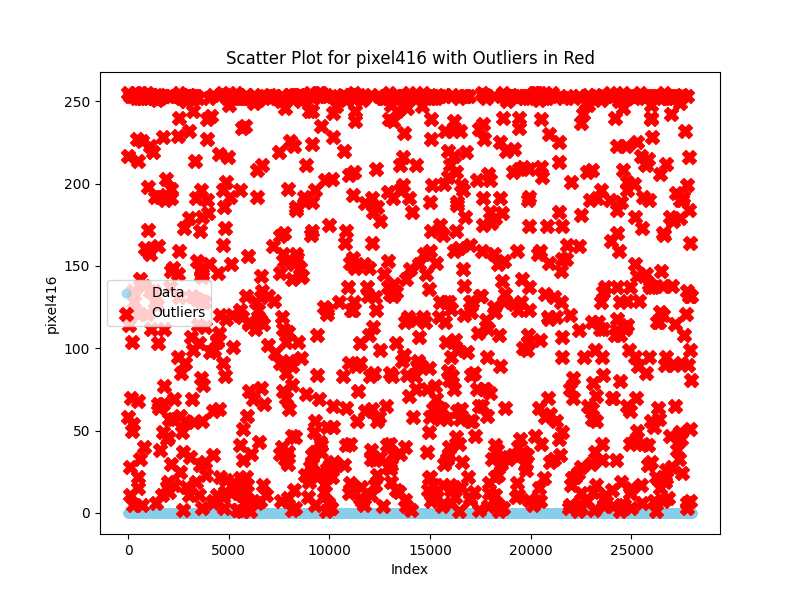 Scatter Plot for pixel416 with Outliers in Red
250
200
150
100
50
0
pixel416
Data
Outliers
0 5000 10000 15000 20000 25000
Index